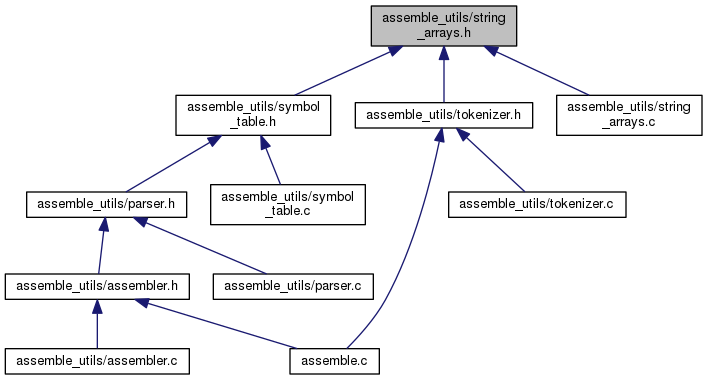 assemble_utils/string
_arrays.h
assemble_utils/symbol
_table.h
assemble_utils/tokenizer.h
assemble_utils/string
_arrays.c
assemble_utils/parser.h
assemble_utils/symbol
_table.c
assemble_utils/tokenizer.c
assemble_utils/assembler.h
assemble_utils/parser.c
assemble_utils/assembler.c
assemble.c